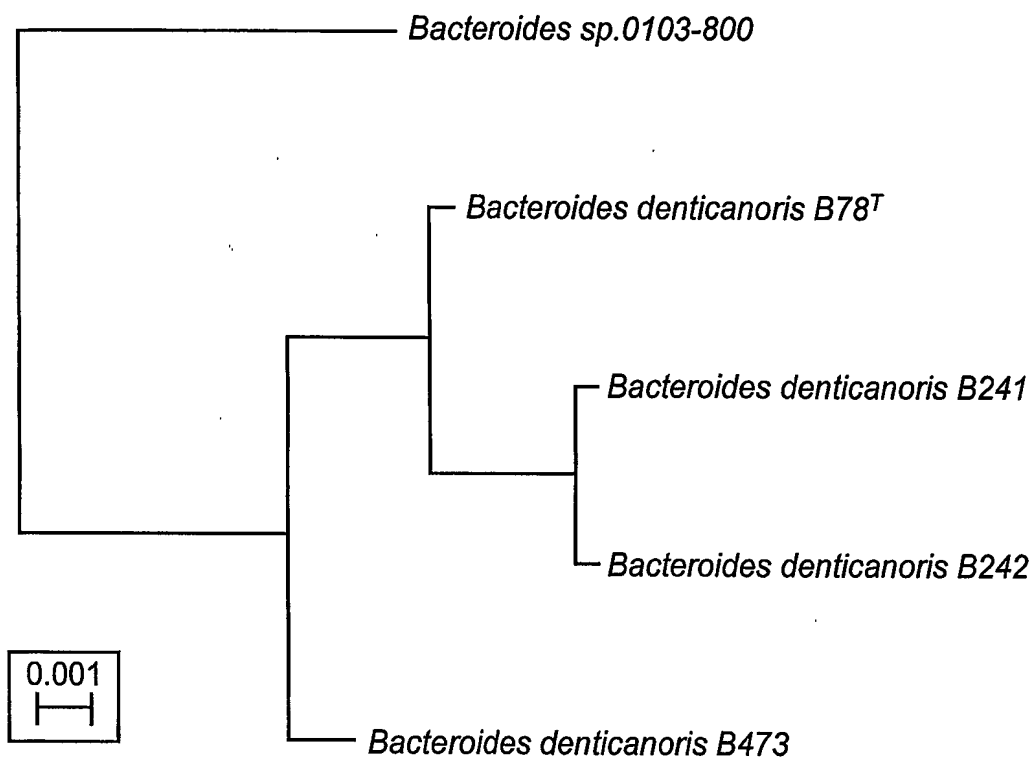 Bacteroides sp.0103-800
Bacteroides denticanoris B78ᵀ
Bacteroides denticanoris B241
Bacteroides denticanoris B242
0.001
Bacteroides denticanoris B473